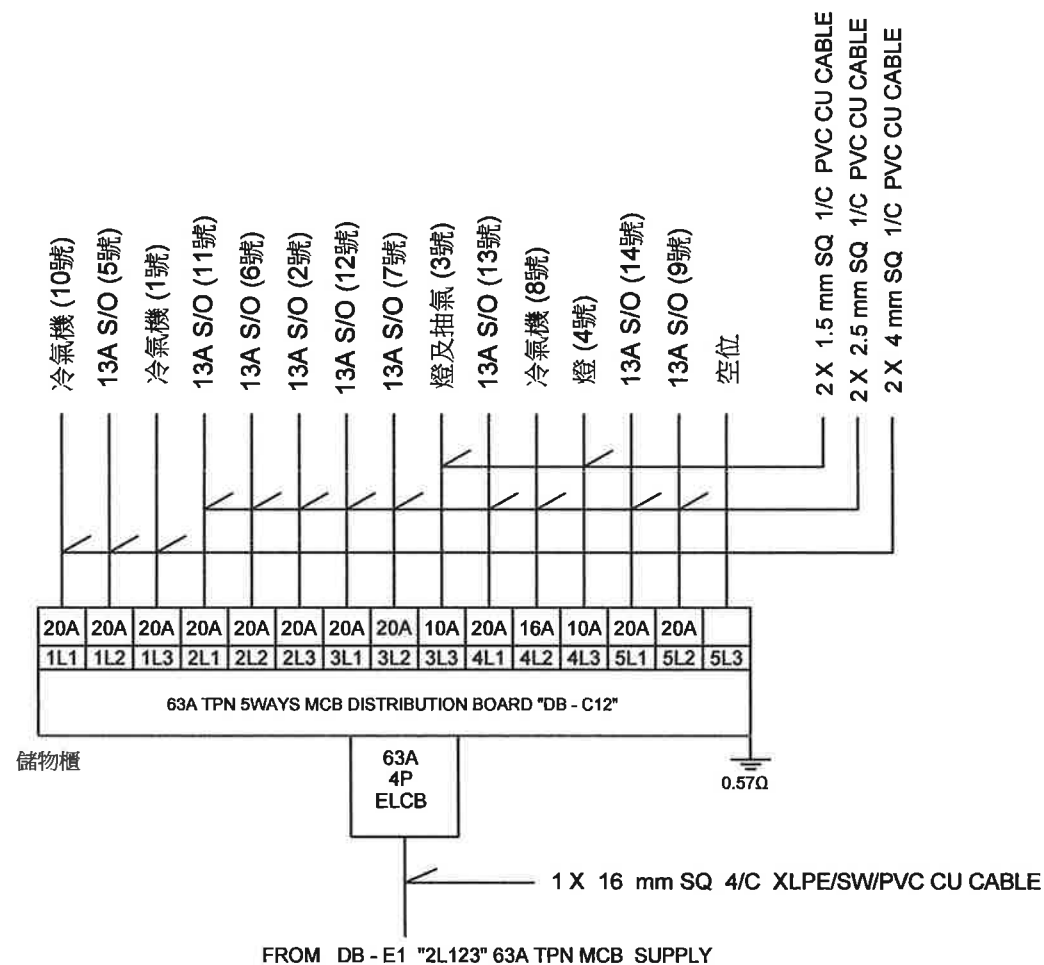 2 X 1.5 mm SQ 1/C PVC CU CABLE
2 X 2.5 mm SQ 1/C PVC CU CABLE
2 X 4 mm SQ 1/C PVC CU CABLE
冷氣機 (10號)
13A S/O (5號)
冷氣機 (1號)
13A S/O (11號)
13A S/O (6號)
13A S/O (2號)
13A S/O (12號)
13A S/O (7號)
燈及抽氣 (3號)
13A S/O (13號)
冷氣機 (8號)
燈 (4號)
13A S/O (14號)
13A S/O (9號)
空位
20A 20A 20A 20A 20A 20A 20A 20A 10A 20A 16A 10A 20A 20A
1L1 1L2 1L3 2L1 2L2 2L3 3L1 3L2 3L3 4L1 4L2 4L3 5L1 5L2 5L3
63A TPN 5WAYS MCB DISTRIBUTION BOARD "DB - C12"
儲物櫃
63A
4P
ELCB
0.57Ω
1 X 16 mm SQ 4/C XLPE/SW/PVC CU CABLE
FROM DB - E1 "2L123" 63A TPN MCB SUPPLY